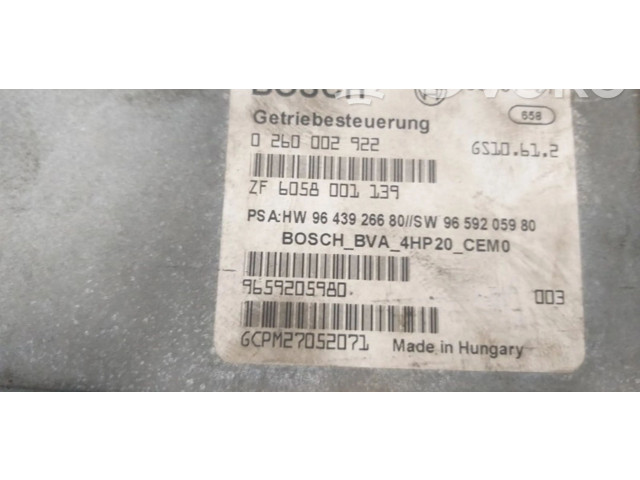 BOSCH
658
Getriebesteuerung
0 260 002 922 GS10.61.2
ZF 6058 001 139
PSA:HW 96 439 266 80//SW 96 592 059 80
BOSCH_BVA_4HP20_CEM0
9659205980 003
GCPM27052071 Made in Hungary